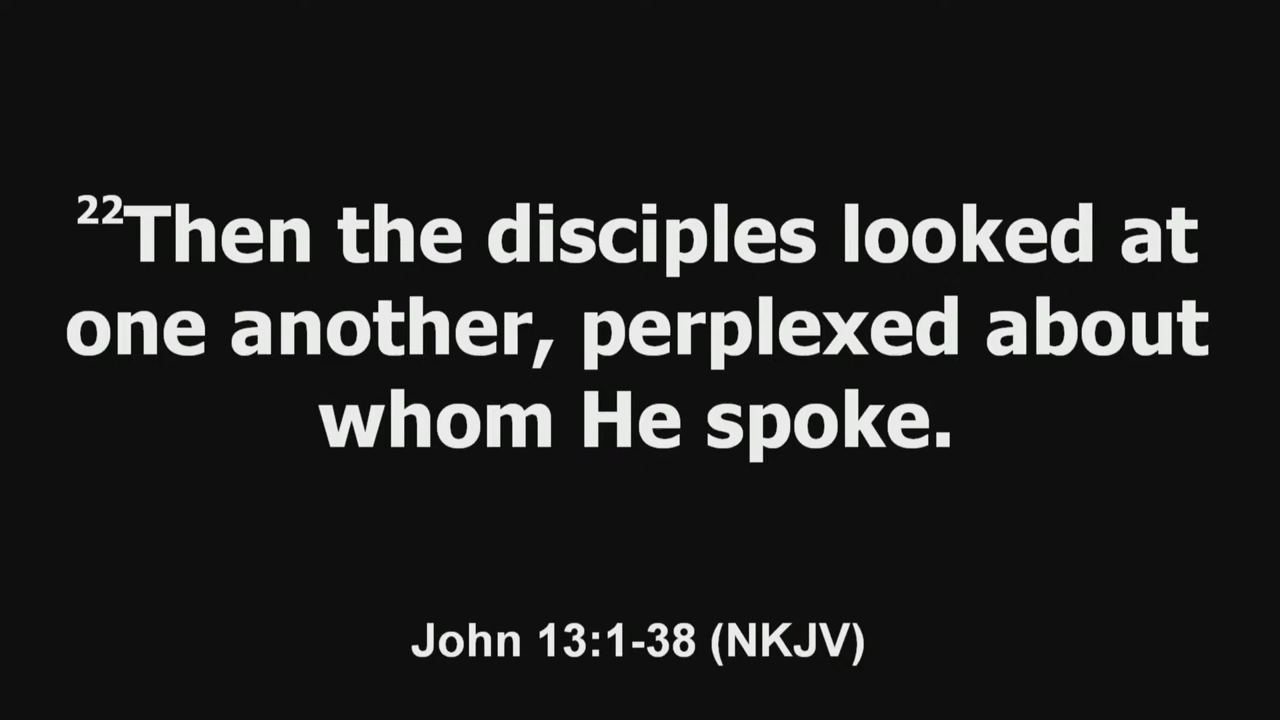 22Then the disciples looked at
one another, perplexed about
whom He spoke.
John 13:1-38 (NKJV)